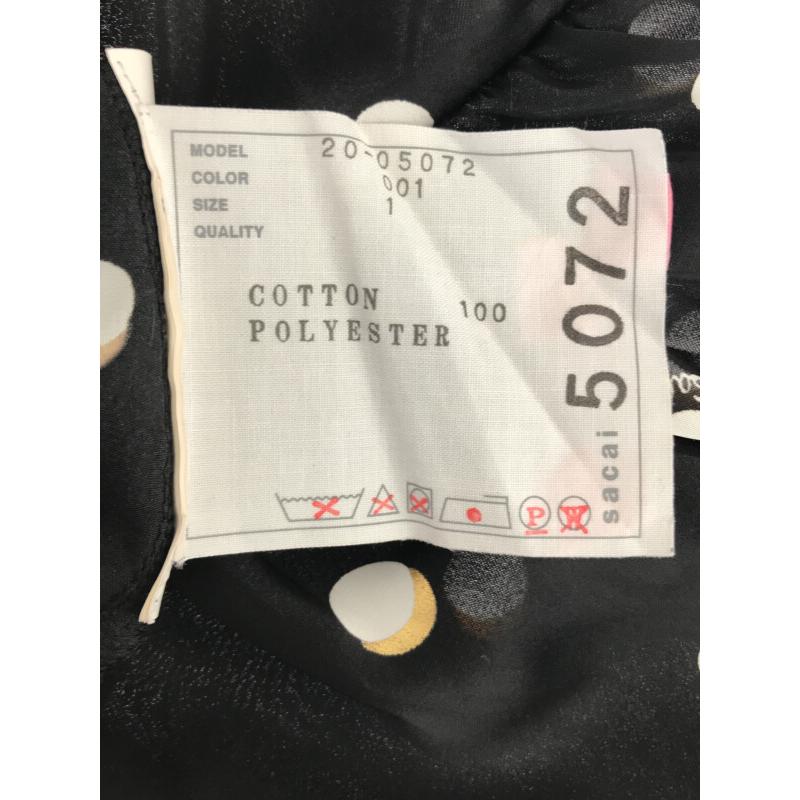 MODEL 20-05072
COLOR 001
SIZE 1
QUALITY
COTTON 100
POLYESTER
P
W
sacai 5072